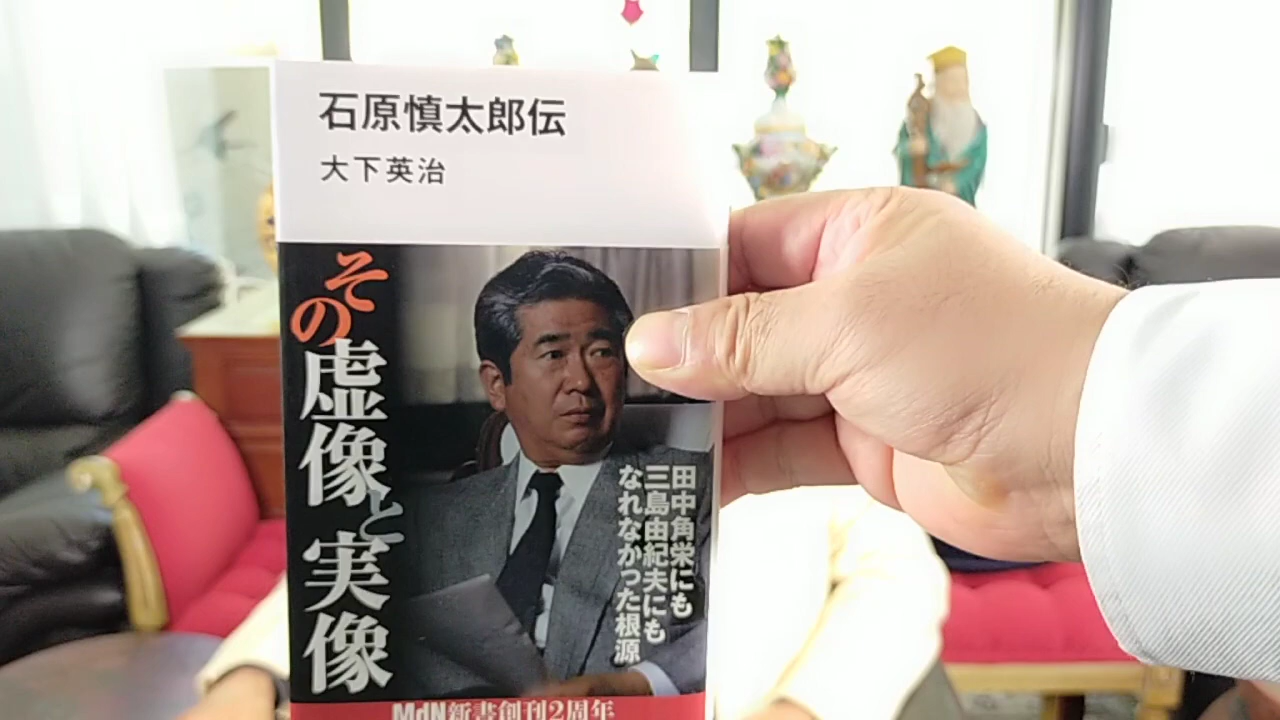 石原慎太郎伝
大下英治
その虚像と実像
田中角栄にも
三島由紀夫にも
なれなかった根源
MdN新書創刊2周年